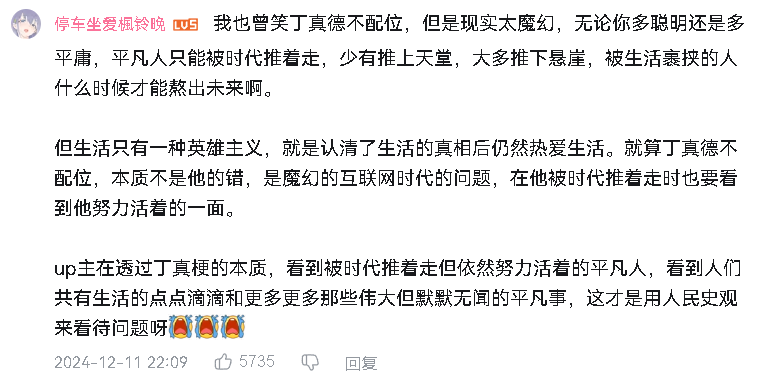 停车坐爱楓铃晚 LV5 我也曾笑丁真德不配位，但是现实太魔幻，无论你多聪明还是多
平庸，平凡人只能被时代推着走，少有推上天堂，大多推下悬崖，被生活裹挟的人
什么时候才能熬出未来啊。
但生活只有一种英雄主义，就是认清了生活的真相后仍然热爱生活。就算丁真德不
配位，本质不是他的错，是魔幻的互联网时代的问题，在他被时代推着走时也要看
到他努力活着的一面。
up主在透过丁真梗的本质，看到被时代推着走但依然努力活着的平凡人，看到人们
共有生活的点点滴滴和更多更多那些伟大但默默无闻的平凡事，这才是用人民史观
来看待问题呀
2024-12-11 22:09 5735 回复